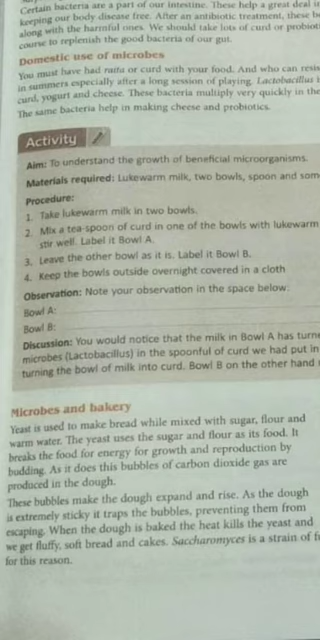 Certain bacteria are a part of our intestine. These help a great deal in
keeping our body disease free. After an antibiotic treatment, these
along with the harmful ones. We should take lots of curd or
course to replenish the good bacteria of our gut.
Domestic use of microbes
You must have had raita or curd with your food. And who can
in summers especially after a long session of playing. Lactobacillus
curd, yogurt and cheese. These bacteria multiply very quickly in the
The same bacteria help in making cheese and probiotics.
Activity
Aim: To understand the growth of beneficial microorganisms.
Materials required: Lukewarm milk, two bowls, spoon and som
Procedure:
1. Take lukewarm milk in two bowls.
2. Mix a tea-spoon of curd in one of the bowls with lukewarm
stir well. Label it Bowl A.
3. Leave the other bowl as it is. Label it Bowl B.
4. Keep the bowls outside overnight covered in a cloth
Observation: Note your observation in the space below:
Bowl A:
Bowl B:
Discussion: You would notice that the milk in Bowl A has turn
microbes (Lactobacillus) in the spoonful of curd we had put in
turning the bowl of milk into curd. Bowl B on the other hand
Microbes and bakery
Yeast is used to make bread while mixed with sugar, flour and
warm water. The yeast uses the sugar and flour as its food. It
breaks the food for energy for growth and reproduction by
budding. As it does this bubbles of carbon dioxide gas are
produced in the dough.
These bubbles make the dough expand and rise. As the dough
is extremely sticky it traps the bubbles, preventing them from
escaping. When the dough is baked the heat kills the yeast and
we get fluffy, soft bread and cakes. Saccharomyces is a strain of
for this reason.